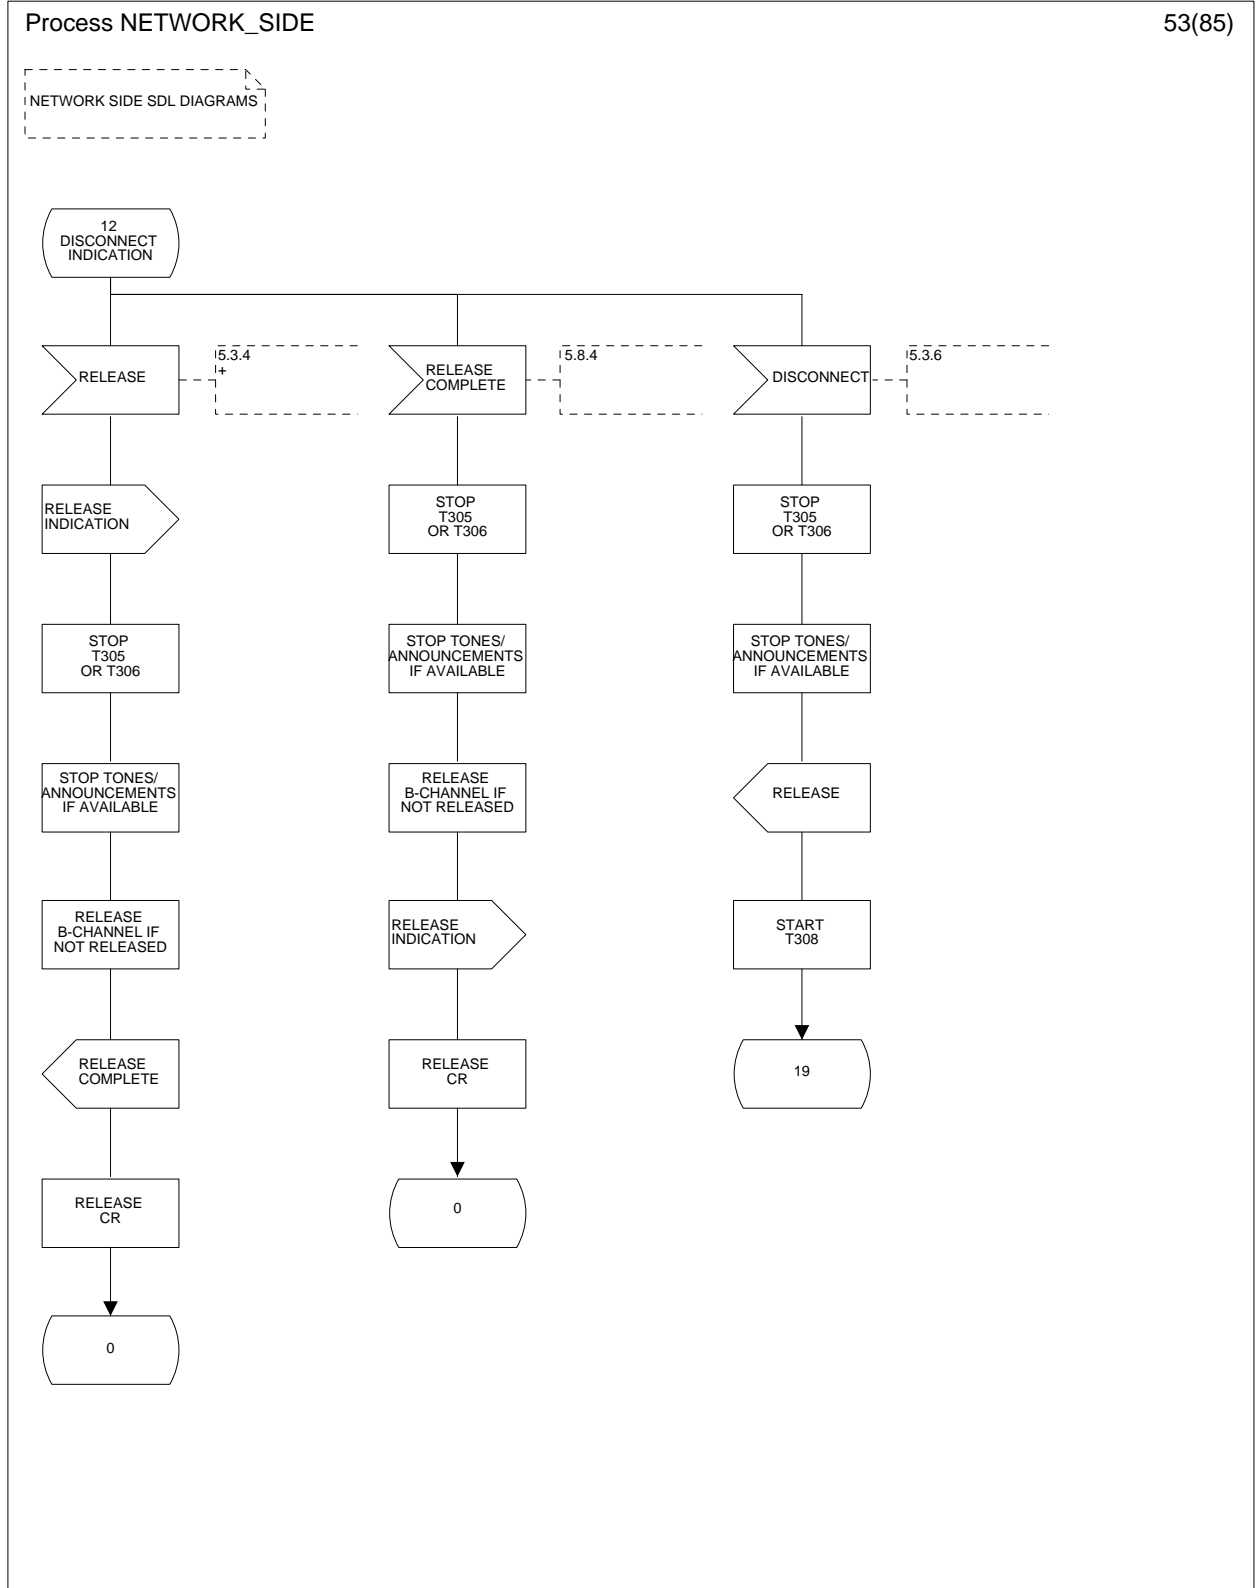 Process NETWORK_SIDE
53(85)
NETWORK SIDE SDL DIAGRAMS
12
DISCONNECT
INDICATION
RELEASE
5.3.4
+
RELEASE
COMPLETE
5.8.4
DISCONNECT
5.3.6
RELEASE
INDICATION
STOP
T305
OR T306
STOP
T305
OR T306
STOP
T305
OR T306
STOP TONES/
ANNOUNCEMENTS
IF AVAILABLE
STOP TONES/
ANNOUNCEMENTS
IF AVAILABLE
STOP TONES/
ANNOUNCEMENTS
IF AVAILABLE
RELEASE
B-CHANNEL IF
NOT RELEASED
RELEASE
RELEASE
B-CHANNEL IF
NOT RELEASED
RELEASE
INDICATION
START
T308
RELEASE
COMPLETE
RELEASE
CR
19
RELEASE
CR
0
0